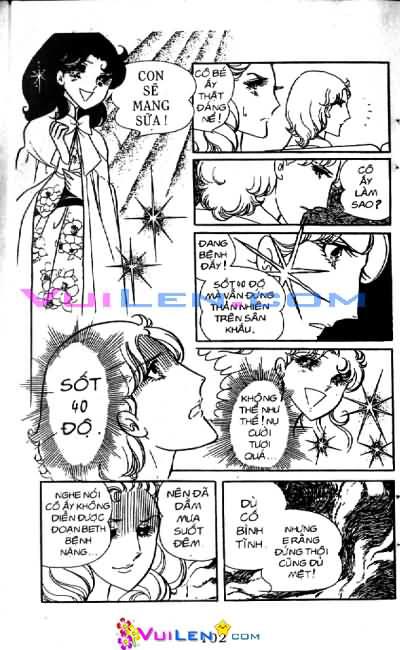 CON
SẼ
MANG
SỮA!
CÔ BÉ
ẤY THẬT
ĐÁNG
NỂ!
CÔ
ẤY LÀM
SAO?
ĐANG
BỆNH
ĐẤY!
SỐT 40 ĐỘ
MÀ VẪN ĐỨNG
THẢN NHIÊN
TRÊN SÂN
KHẤU.
VUILEN.COM
SỐT
40
ĐỘ.
KHÔNG
THỂ NHƯ
THẾ! NỤ
CƯỜI
TƯƠI
QUÁ...
NGHE NÓI
CÔ ẤY KHÔNG
DIỄN ĐƯỢC
ĐOẠN BETH
BỆNH
NẶNG...
NÊN ĐÃ
DẦM
MƯA
SUỐT
ĐÊM.
DÙ
CÔ
BÌNH
TĨNH.
NHƯNG
E RẰNG
ĐỨNG THÔI
CŨNG ĐỦ
MỆT!
VUILEN.COM